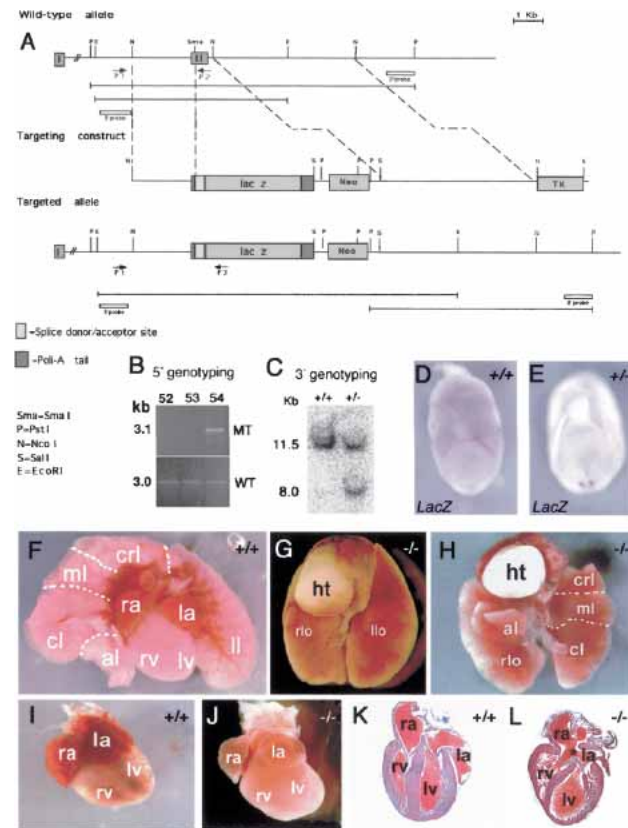 Wild-type allele
1 Kb
A
P E N Sma N E N P
I // II
P1 P2
3' probe
5' probe
Targeting construct
N S P P P S
lac z Neo TK
Targeted allele
P E N S P P P S E P
I // lac z Neo
P1 P3
5' probe 3' probe
=Splice donor/acceptor site
=Poli-A tail
Sma=Sma I
P=Pst I
N=Nco I
S=Sal I
E=EcoRI
B 5' genotyping
kb 52 53 54
3.1 MT
3.0 WT
C 3' genotyping
Kb +/+ +/-
11.5
8.0
D +/+
LacZ
E +/-
LacZ
F +/+
crl
ml
ra la
cl al rv lv ll
G -/-
ht
rlo llo
H -/-
ht
crl
ml
al
rlo cl
I +/+
ra la
lv
rv
J -/-
ra la
lv
rv
K +/+
ra
la
rv lv
L -/-
ra
la
rv
*
lv